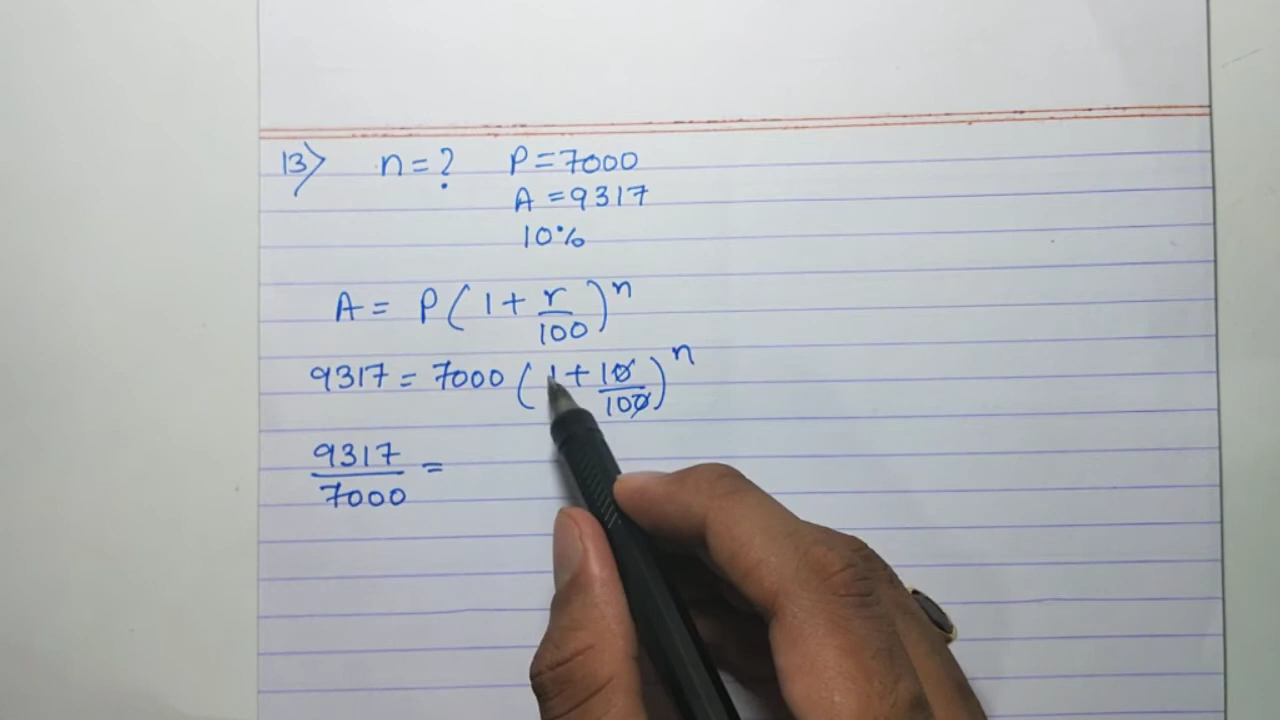 13) n = ? P = 7000
A = 9317
10%
A = P(1 + r/100)^n
9317 = 7000(1 + 10/100)^n
9317/7000 =